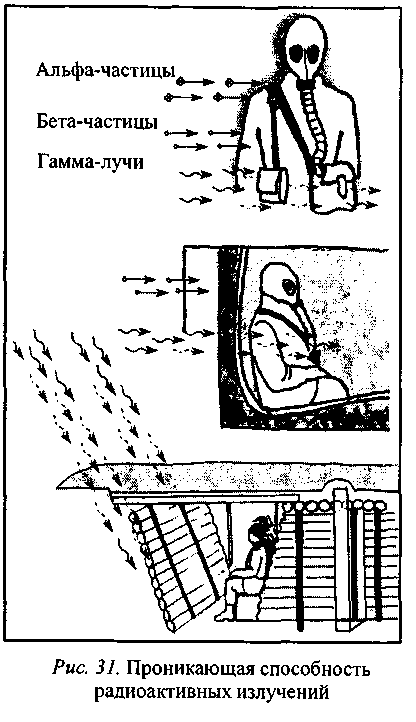 Альфа-частицы
Бета-частицы
Гамма-лучи
Рис. 31. Проникающая способность
радиоактивных излучений